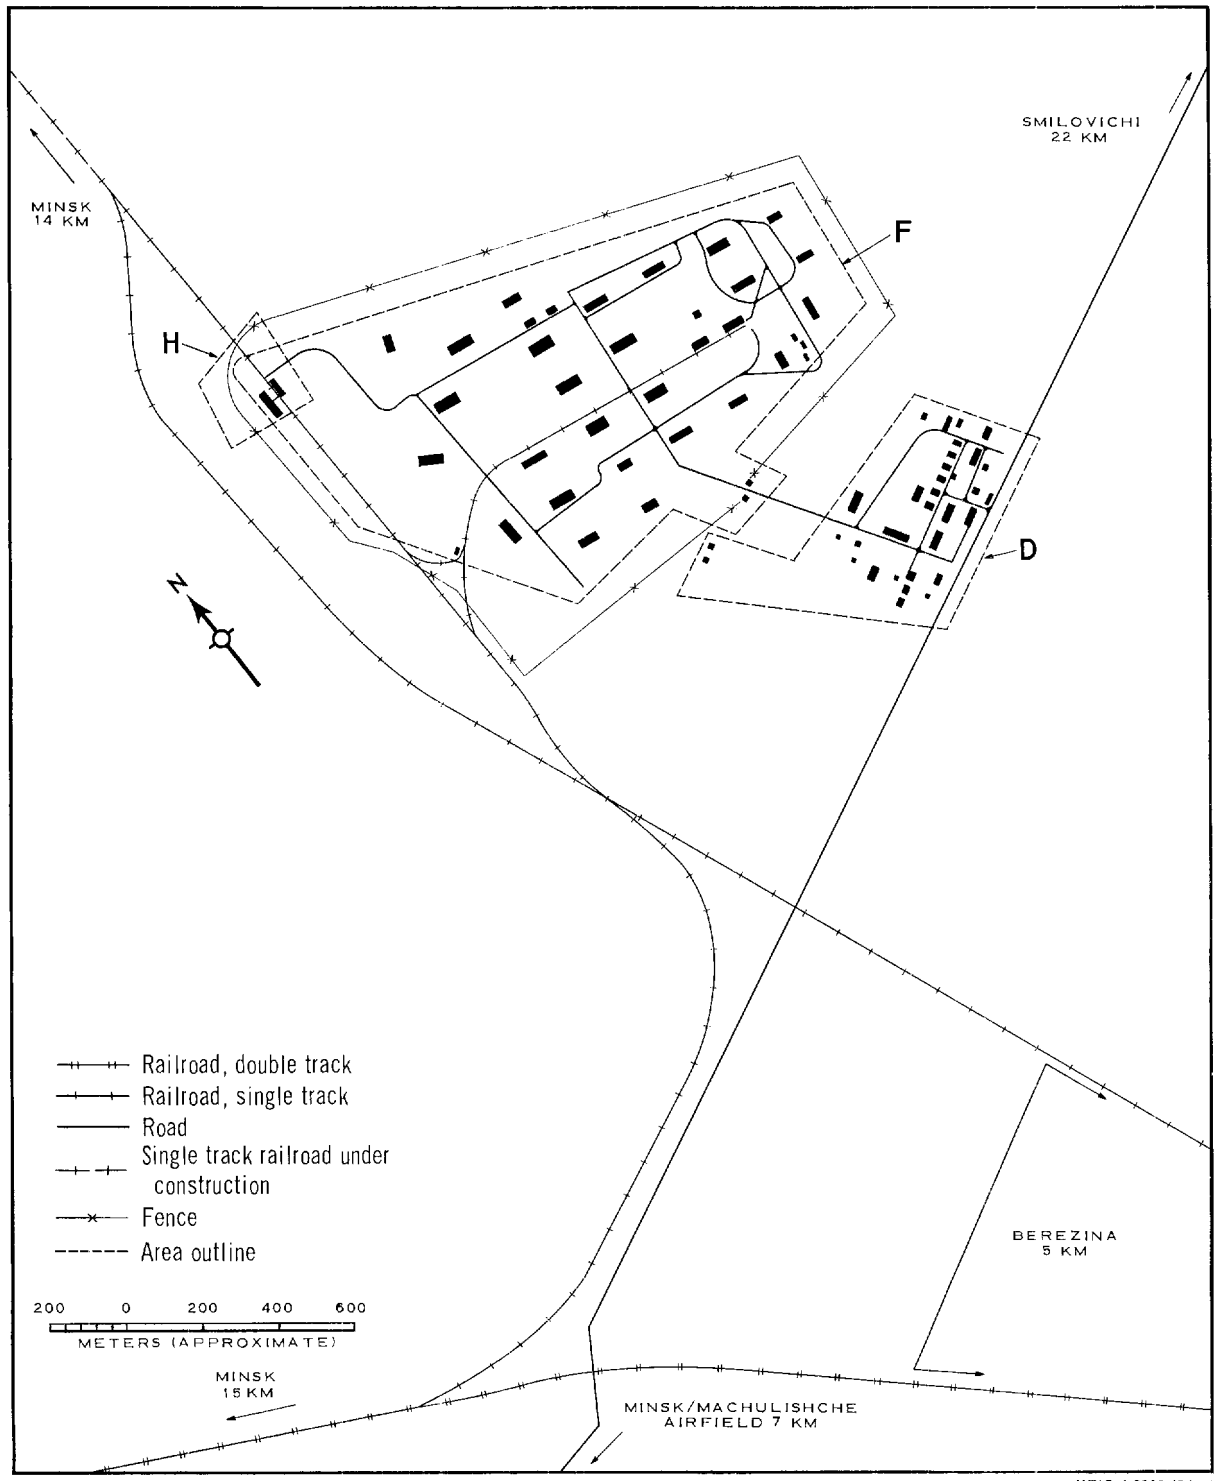 SMILOVICHI
22 KM
MINSK
14 KM
F
H
D
N
Railroad, double track
Railroad, single track
Road
Single track railroad under
construction
Fence
Area outline
200 0 200 400 600
METERS (APPROXIMATE)
BEREZINA
5 KM
MINSK
15 KM
MINSK/MACHULISHCHE
AIRFIELD 7 KM